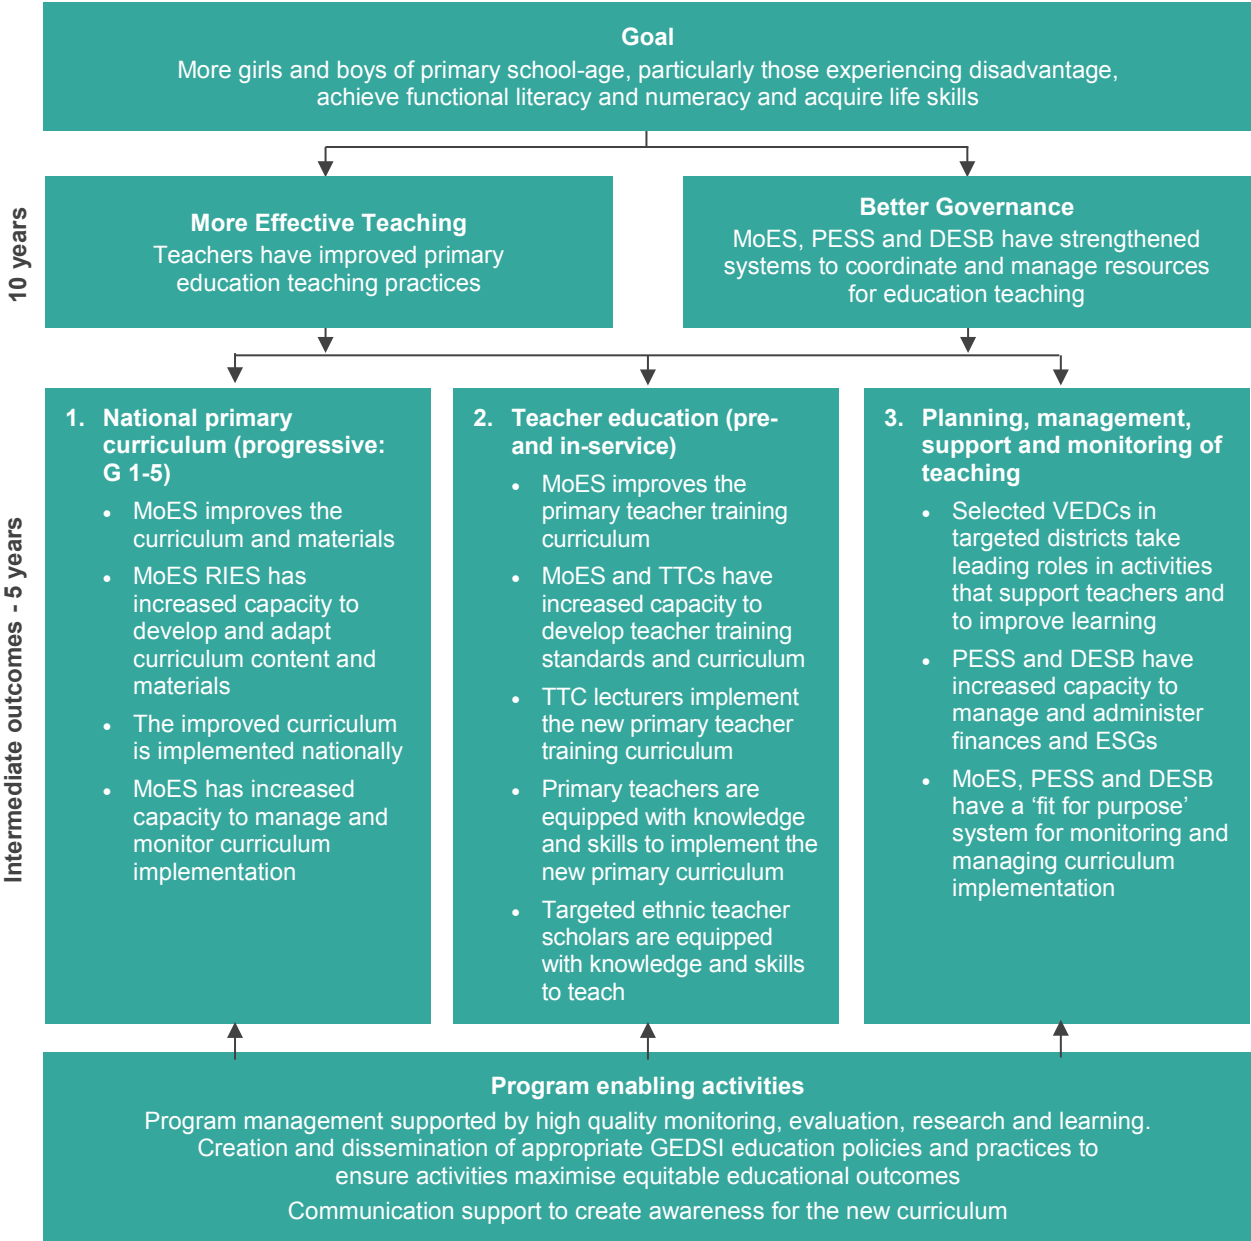 Goal
More girls and boys of primary school-age, particularly those experiencing disadvantage,
achieve functional literacy and numeracy and acquire life skills
10 years
More Effective Teaching
Teachers have improved primary
education teaching practices
Better Governance
MoES, PESS and DESB have strengthened
systems to coordinate and manage resources
for education teaching
Intermediate outcomes - 5 years
1. National primary
curriculum (progressive:
G 1-5)
• MoES improves the
curriculum and materials
• MoES RIES has
increased capacity to
develop and adapt
curriculum content and
materials
• The improved curriculum
is implemented nationally
• MoES has increased
capacity to manage and
monitor curriculum
implementation
2. Teacher education (pre-
and in-service)
• MoES improves the
primary teacher training
curriculum
• MoES and TTCs have
increased capacity to
develop teacher training
standards and curriculum
• TTC lecturers implement
the new primary teacher
training curriculum
• Primary teachers are
equipped with knowledge
and skills to implement the
new primary curriculum
• Targeted ethnic teacher
scholars are equipped
with knowledge and skills
to teach
3. Planning, management,
support and monitoring of
teaching
• Selected VEDCs in
targeted districts take
leading roles in activities
that support teachers and
to improve learning
• PESS and DESB have
increased capacity to
manage and administer
finances and ESGs
• MoES, PESS and DESB
have a ‘fit for purpose’
system for monitoring and
managing curriculum
implementation
Program enabling activities
Program management supported by high quality monitoring, evaluation, research and learning.
Creation and dissemination of appropriate GEDSI education policies and practices to
ensure activities maximise equitable educational outcomes
Communication support to create awareness for the new curriculum